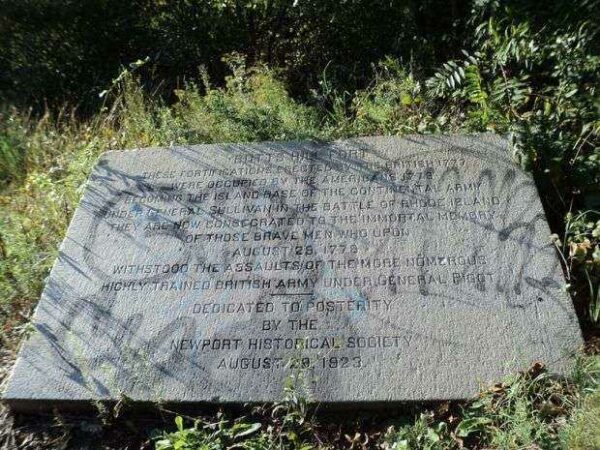 BUTTS HILL FORT
THESE FORTIFICATIONS ERECTED BY THE BRITISH 1777
WERE OCCUPIED BY THE AMERICANS 1778
BECOMING THE ISLAND BASE OF THE CONTINENTAL ARMY
UNDER GENERAL SULLIVAN IN THE BATTLE OF RHODE ISLAND
THEY ARE NOW CONSECRATED TO THE IMMORTAL MEMORY
OF THOSE BRAVE MEN WHO UPON
AUGUST 29, 1778
WITHSTOOD THE ASSAULTS OF THE MORE NUMEROUS
HIGHLY TRAINED BRITISH ARMY UNDER GENERAL PIGOT
DEDICATED TO POSTERITY
BY THE
NEWPORT HISTORICAL SOCIETY
AUGUST 29, 1923